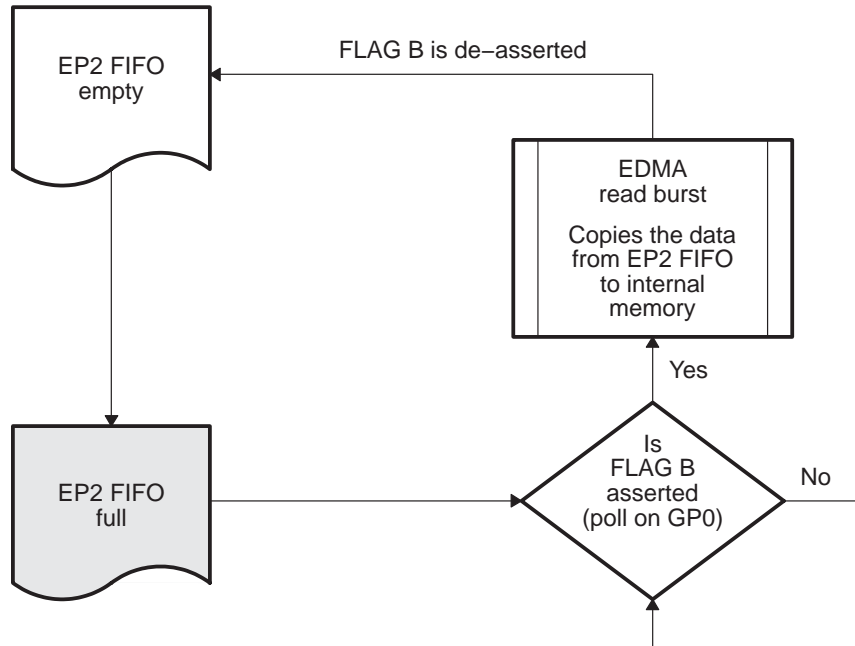 FLAG B is de–asserted
EP2 FIFO
empty
EDMA
read burst
Copies the data
from EP2 FIFO
to internal
memory
Yes
EP2 FIFO
full
Is
FLAG B
asserted
(poll on GP0)
No